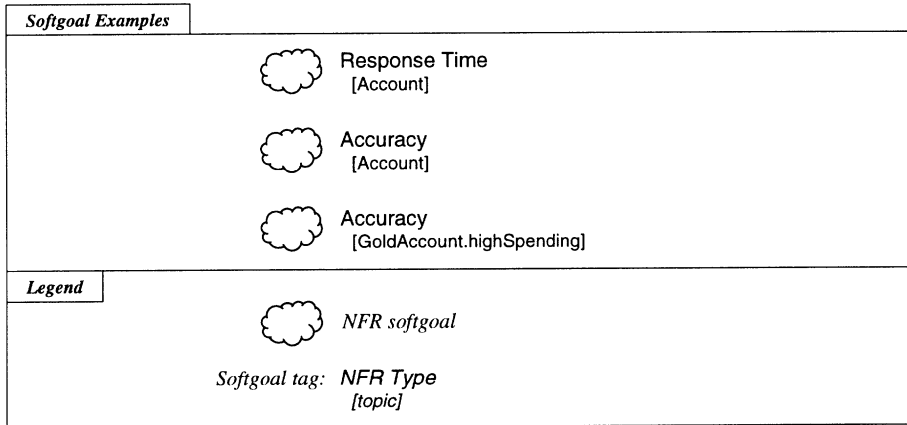 Softgoal Examples
Response Time
[Account]
Accuracy
[Account]
Accuracy
[GoldAccount.highSpending]
Legend
NFR softgoal
Softgoal tag: NFR Type
[topic]